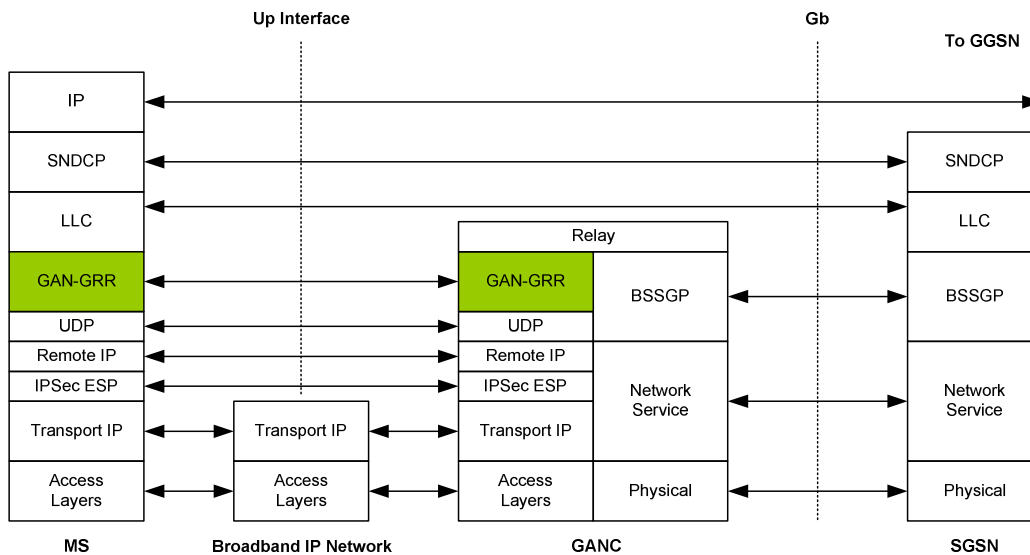 Up Interface
Gb
To GGSN
IP
SNDCP
SNDCP
LLC
LLC
Relay
GAN-GRR
GAN-GRR
BSSGP
BSSGP
UDP
UDP
Remote IP
Remote IP
IPSec ESP
IPSec ESP
Network
Service
Network
Service
Transport IP
Transport IP
Transport IP
Access
Layers
Access
Layers
Access
Layers
Physical
Physical
MS
Broadband IP Network
GANC
SGSN